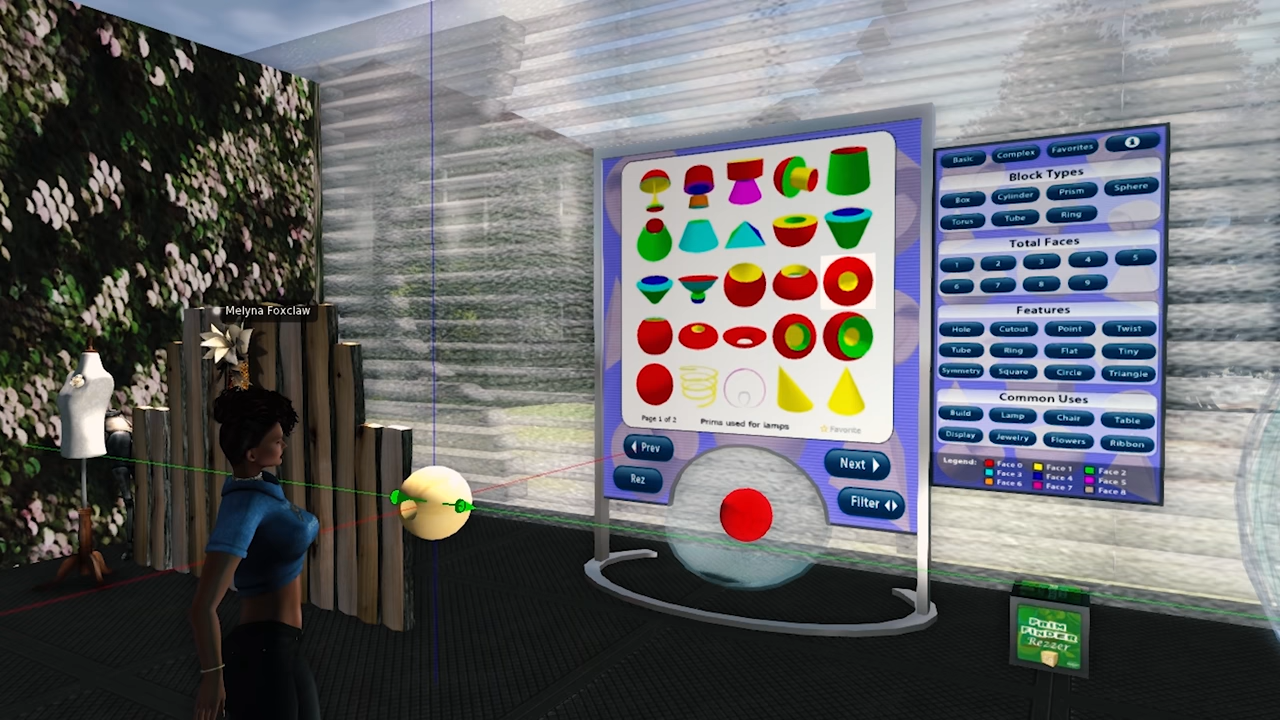 Melyna Foxclaw
Page 1 of 2
Prims used for lamps
Favorite
Prev
Rez
Next
Filter
Basic Complex Favorites i
Block Types
Box Cylinder Prism Sphere
Torus Tube Ring
Total Faces
1 2 3 4 5
6 7 8 9
Features
Hole Cutout Point Twist
Tube Ring Flat Tiny
Symmetry Square Circle Triangle
Common Uses
Build Lamp Chair Table
Display Jewelry Flowers Ribbon
Legend: Face 0 Face 1 Face 2
Face 3 Face 4 Face 5
Face 6 Face 7 Face 8
PRIM
FINDER
Rezzer